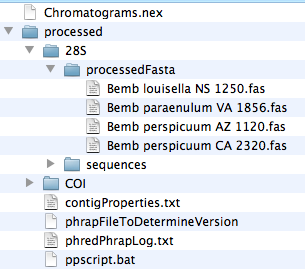 Chromatograms.nex
processed
28S
processedFasta
Bemb louisella NS 1250.fas
Bemb paraenulum VA 1856.fas
Bemb perspicuum AZ 1120.fas
Bemb perspicuum CA 2320.fas
sequences
COI
contigProperties.txt
phrapFileToDetermineVersion
phredPhrapLog.txt
ppscript.bat